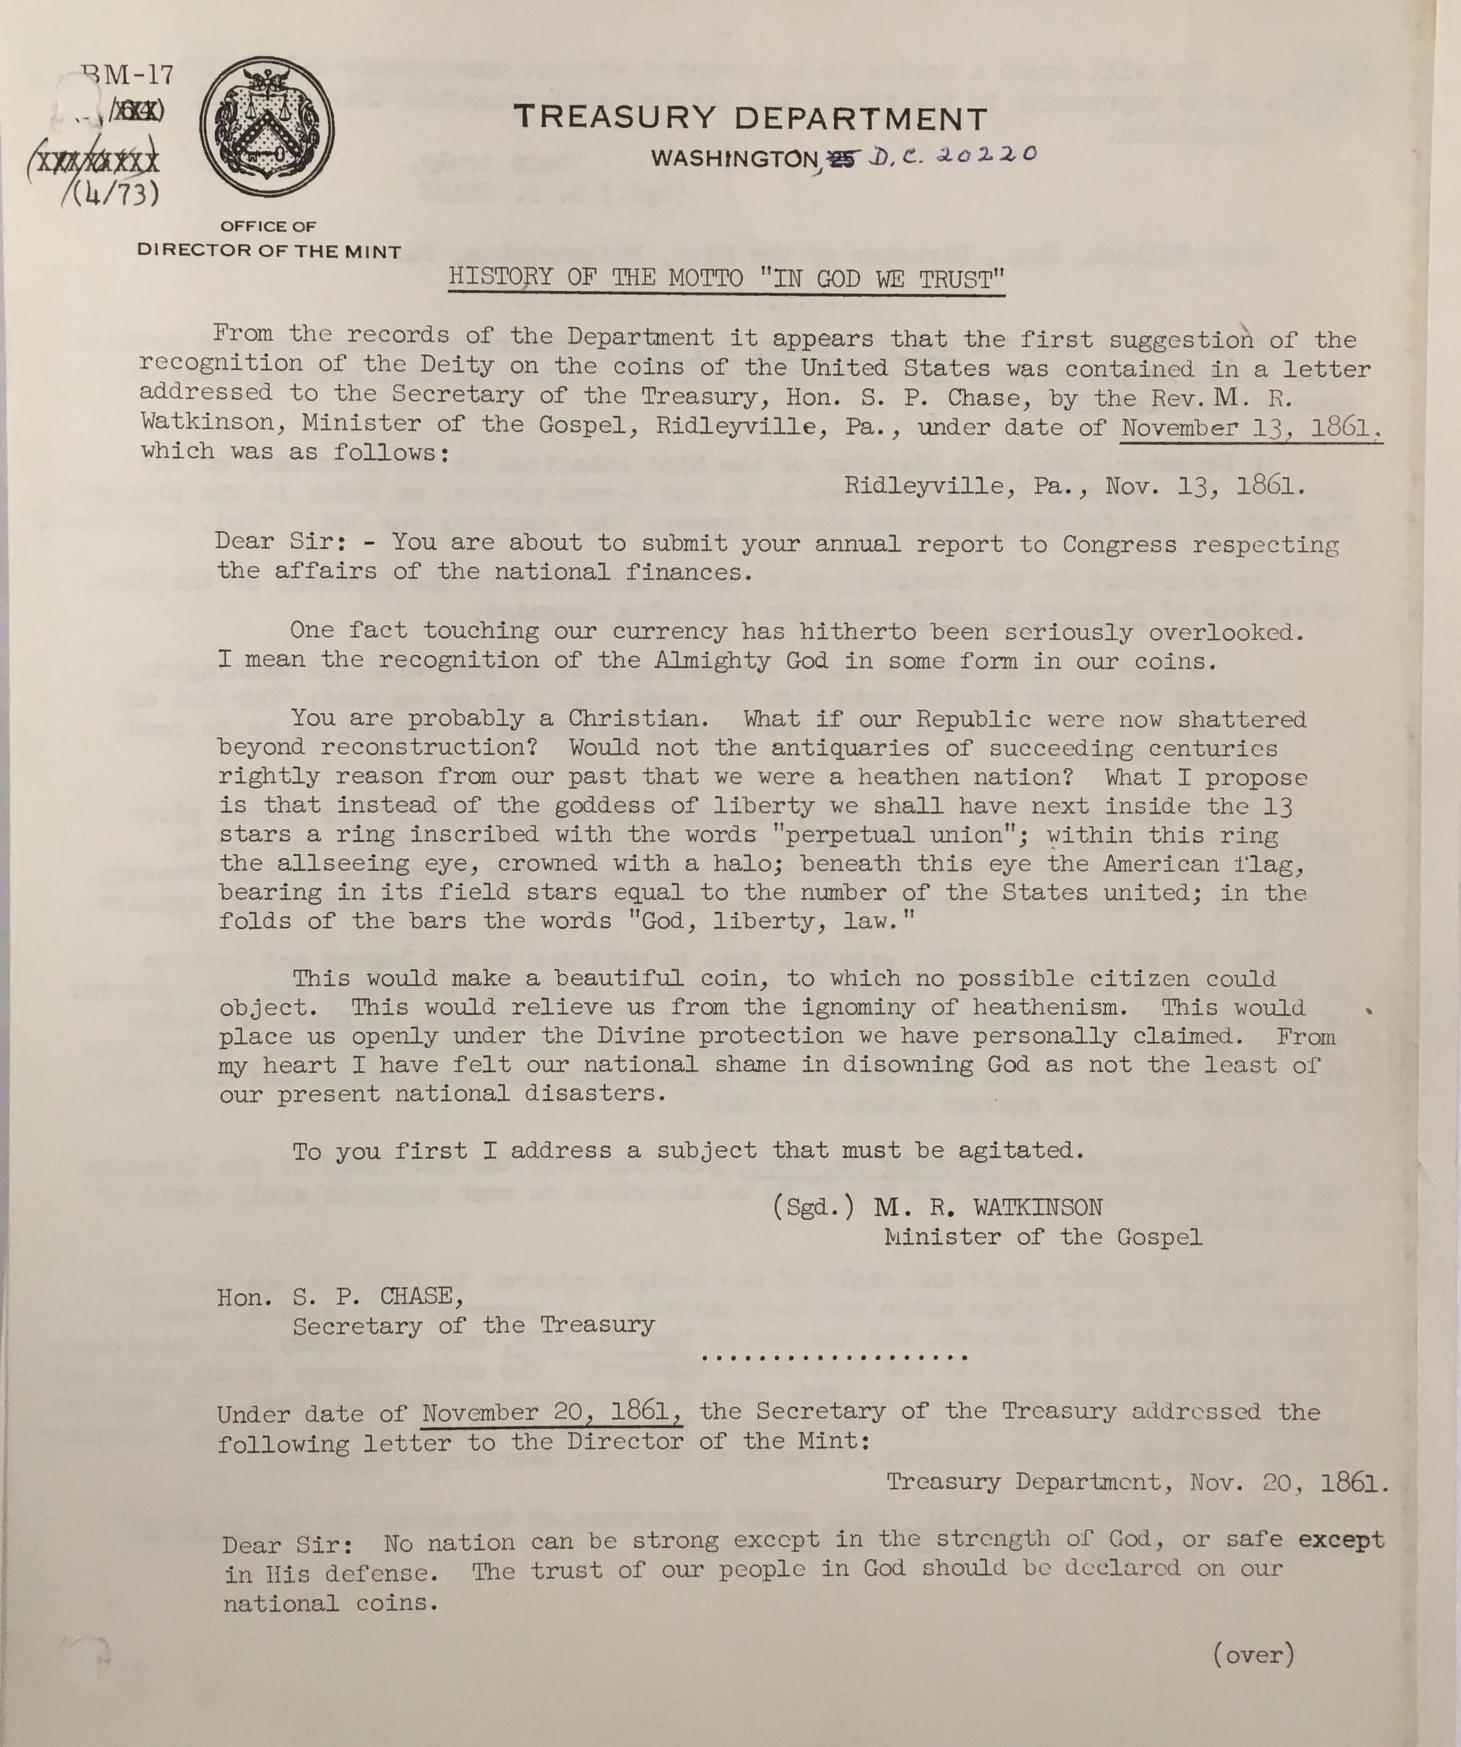 BM-17
(4/73)
TREASURY DEPARTMENT
WASHINGTON, 25 D.C. 20220
OFFICE OF
DIRECTOR OF THE MINT
HISTORY OF THE MOTTO "IN GOD WE TRUST"
From the records of the Department it appears that the first suggestion of the
recognition of the Deity on the coins of the United States was contained in a letter
addressed to the Secretary of the Treasury, Hon. S. P. Chase, by the Rev. M. R.
Watkinson, Minister of the Gospel, Ridleyville, Pa., under date of November 13, 1861,
which was as follows:
Ridleyville, Pa., Nov. 13, 1861.
Dear Sir: - You are about to submit your annual report to Congress respecting
the affairs of the national finances.
One fact touching our currency has hitherto been seriously overlooked.
I mean the recognition of the Almighty God in some form in our coins.
You are probably a Christian. What if our Republic were now shattered
beyond reconstruction? Would not the antiquaries of succeeding centuries
rightly reason from our past that we were a heathen nation? What I propose
is that instead of the goddess of liberty we shall have next inside the 13
stars a ring inscribed with the words "perpetual union"; within this ring
the allseeing eye, crowned with a halo; beneath this eye the American flag,
bearing in its field stars equal to the number of the States united; in the
folds of the bars the words "God, liberty, law."
This would make a beautiful coin, to which no possible citizen could
object. This would relieve us from the ignominy of heathenism. This would
place us openly under the Divine protection we have personally claimed. From
my heart I have felt our national shame in disowning God as not the least of
our present national disasters.
To you first I address a subject that must be agitated.
(Sgd.) M. R. WATKINSON
Minister of the Gospel
Hon. S. P. CHASE,
Secretary of the Treasury
...................
Under date of November 20, 1861, the Secretary of the Treasury addressed the
following letter to the Director of the Mint:
Treasury Department, Nov. 20, 1861.
Dear Sir: No nation can be strong except in the strength of God, or safe except
in His defense. The trust of our people in God should be declared on our
national coins.
(over)